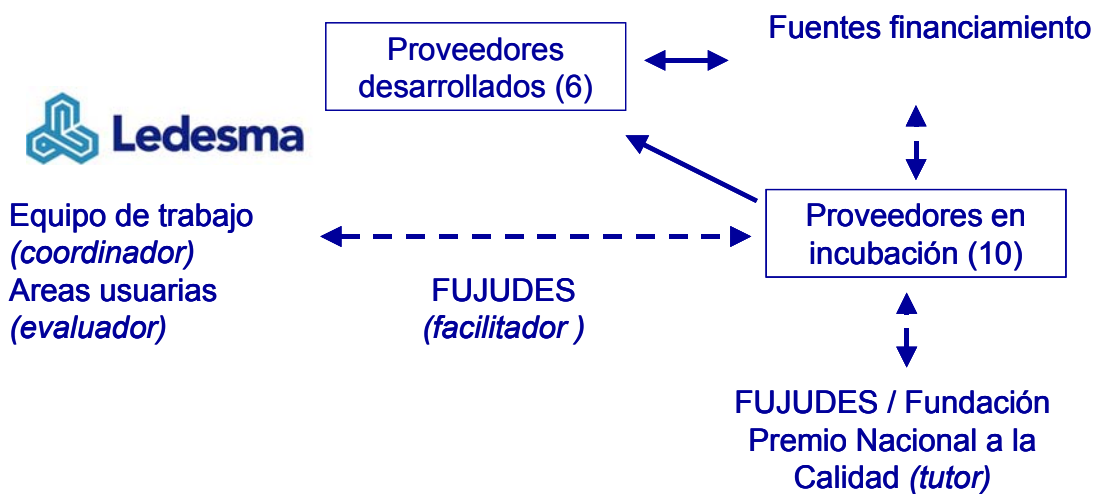 Proveedores
desarrollados (6)
Fuentes financiamiento
Ledesma
Equipo de trabajo
(coordinador)
Areas usuarias
(evaluador)
FUJUDES
(facilitador )
Proveedores en
incubación (10)
FUJUDES / Fundación
Premio Nacional a la
Calidad (tutor)